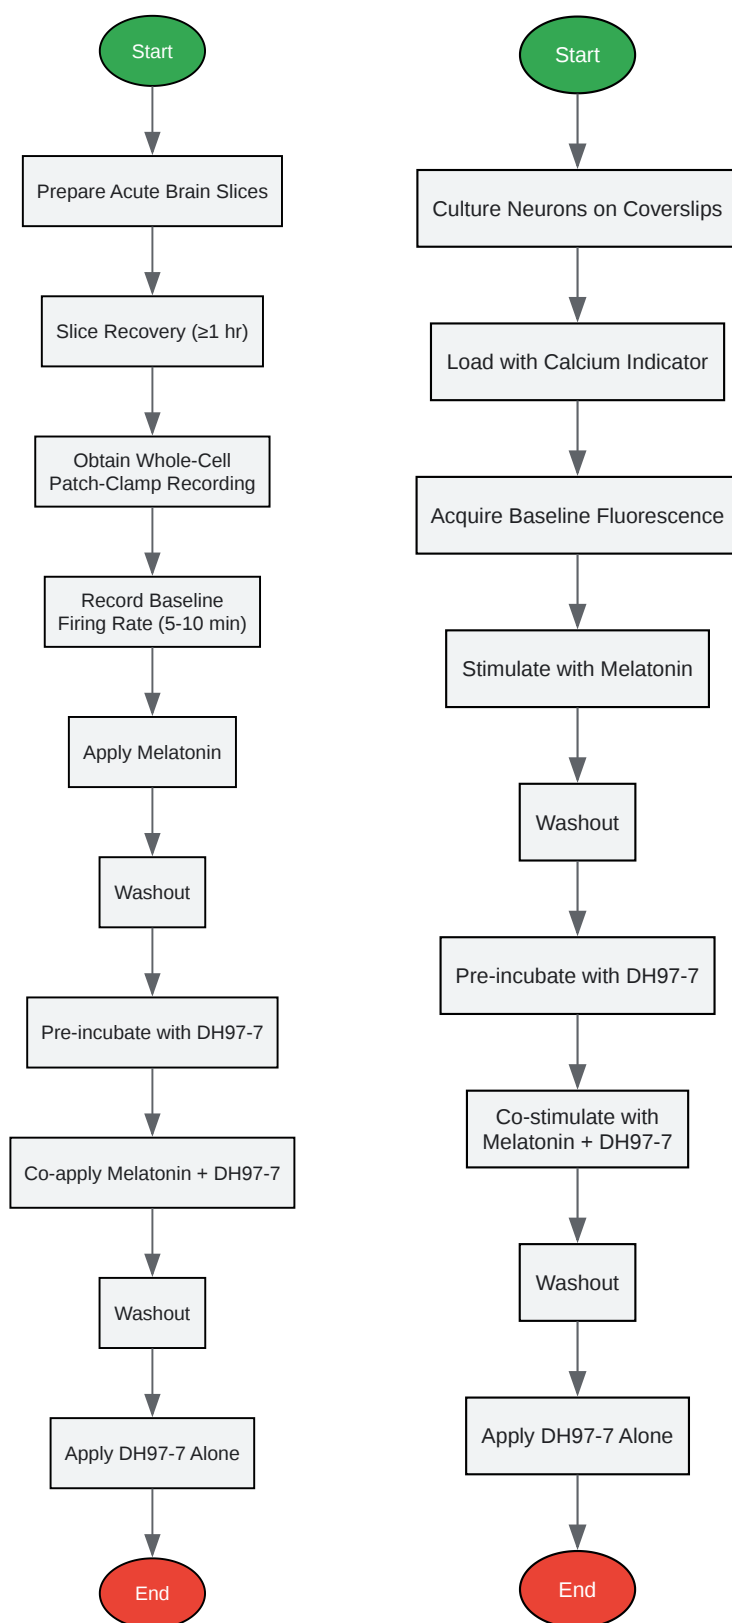 Start
Prepare Acute Brain Slices
Slice Recovery (≥1 hr)
Obtain Whole-Cell
Patch-Clamp Recording
Record Baseline
Firing Rate (5-10 min)
Apply Melatonin
Washout
Pre-incubate with DH97-7
Co-apply Melatonin + DH97-7
Washout
Apply DH97-7 Alone
End
Start
Culture Neurons on Coverslips
Load with Calcium Indicator
Acquire Baseline Fluorescence
Stimulate with Melatonin
Washout
Pre-incubate with DH97-7
Co-stimulate with
Melatonin + DH97-7
Washout
Apply DH97-7 Alone
End